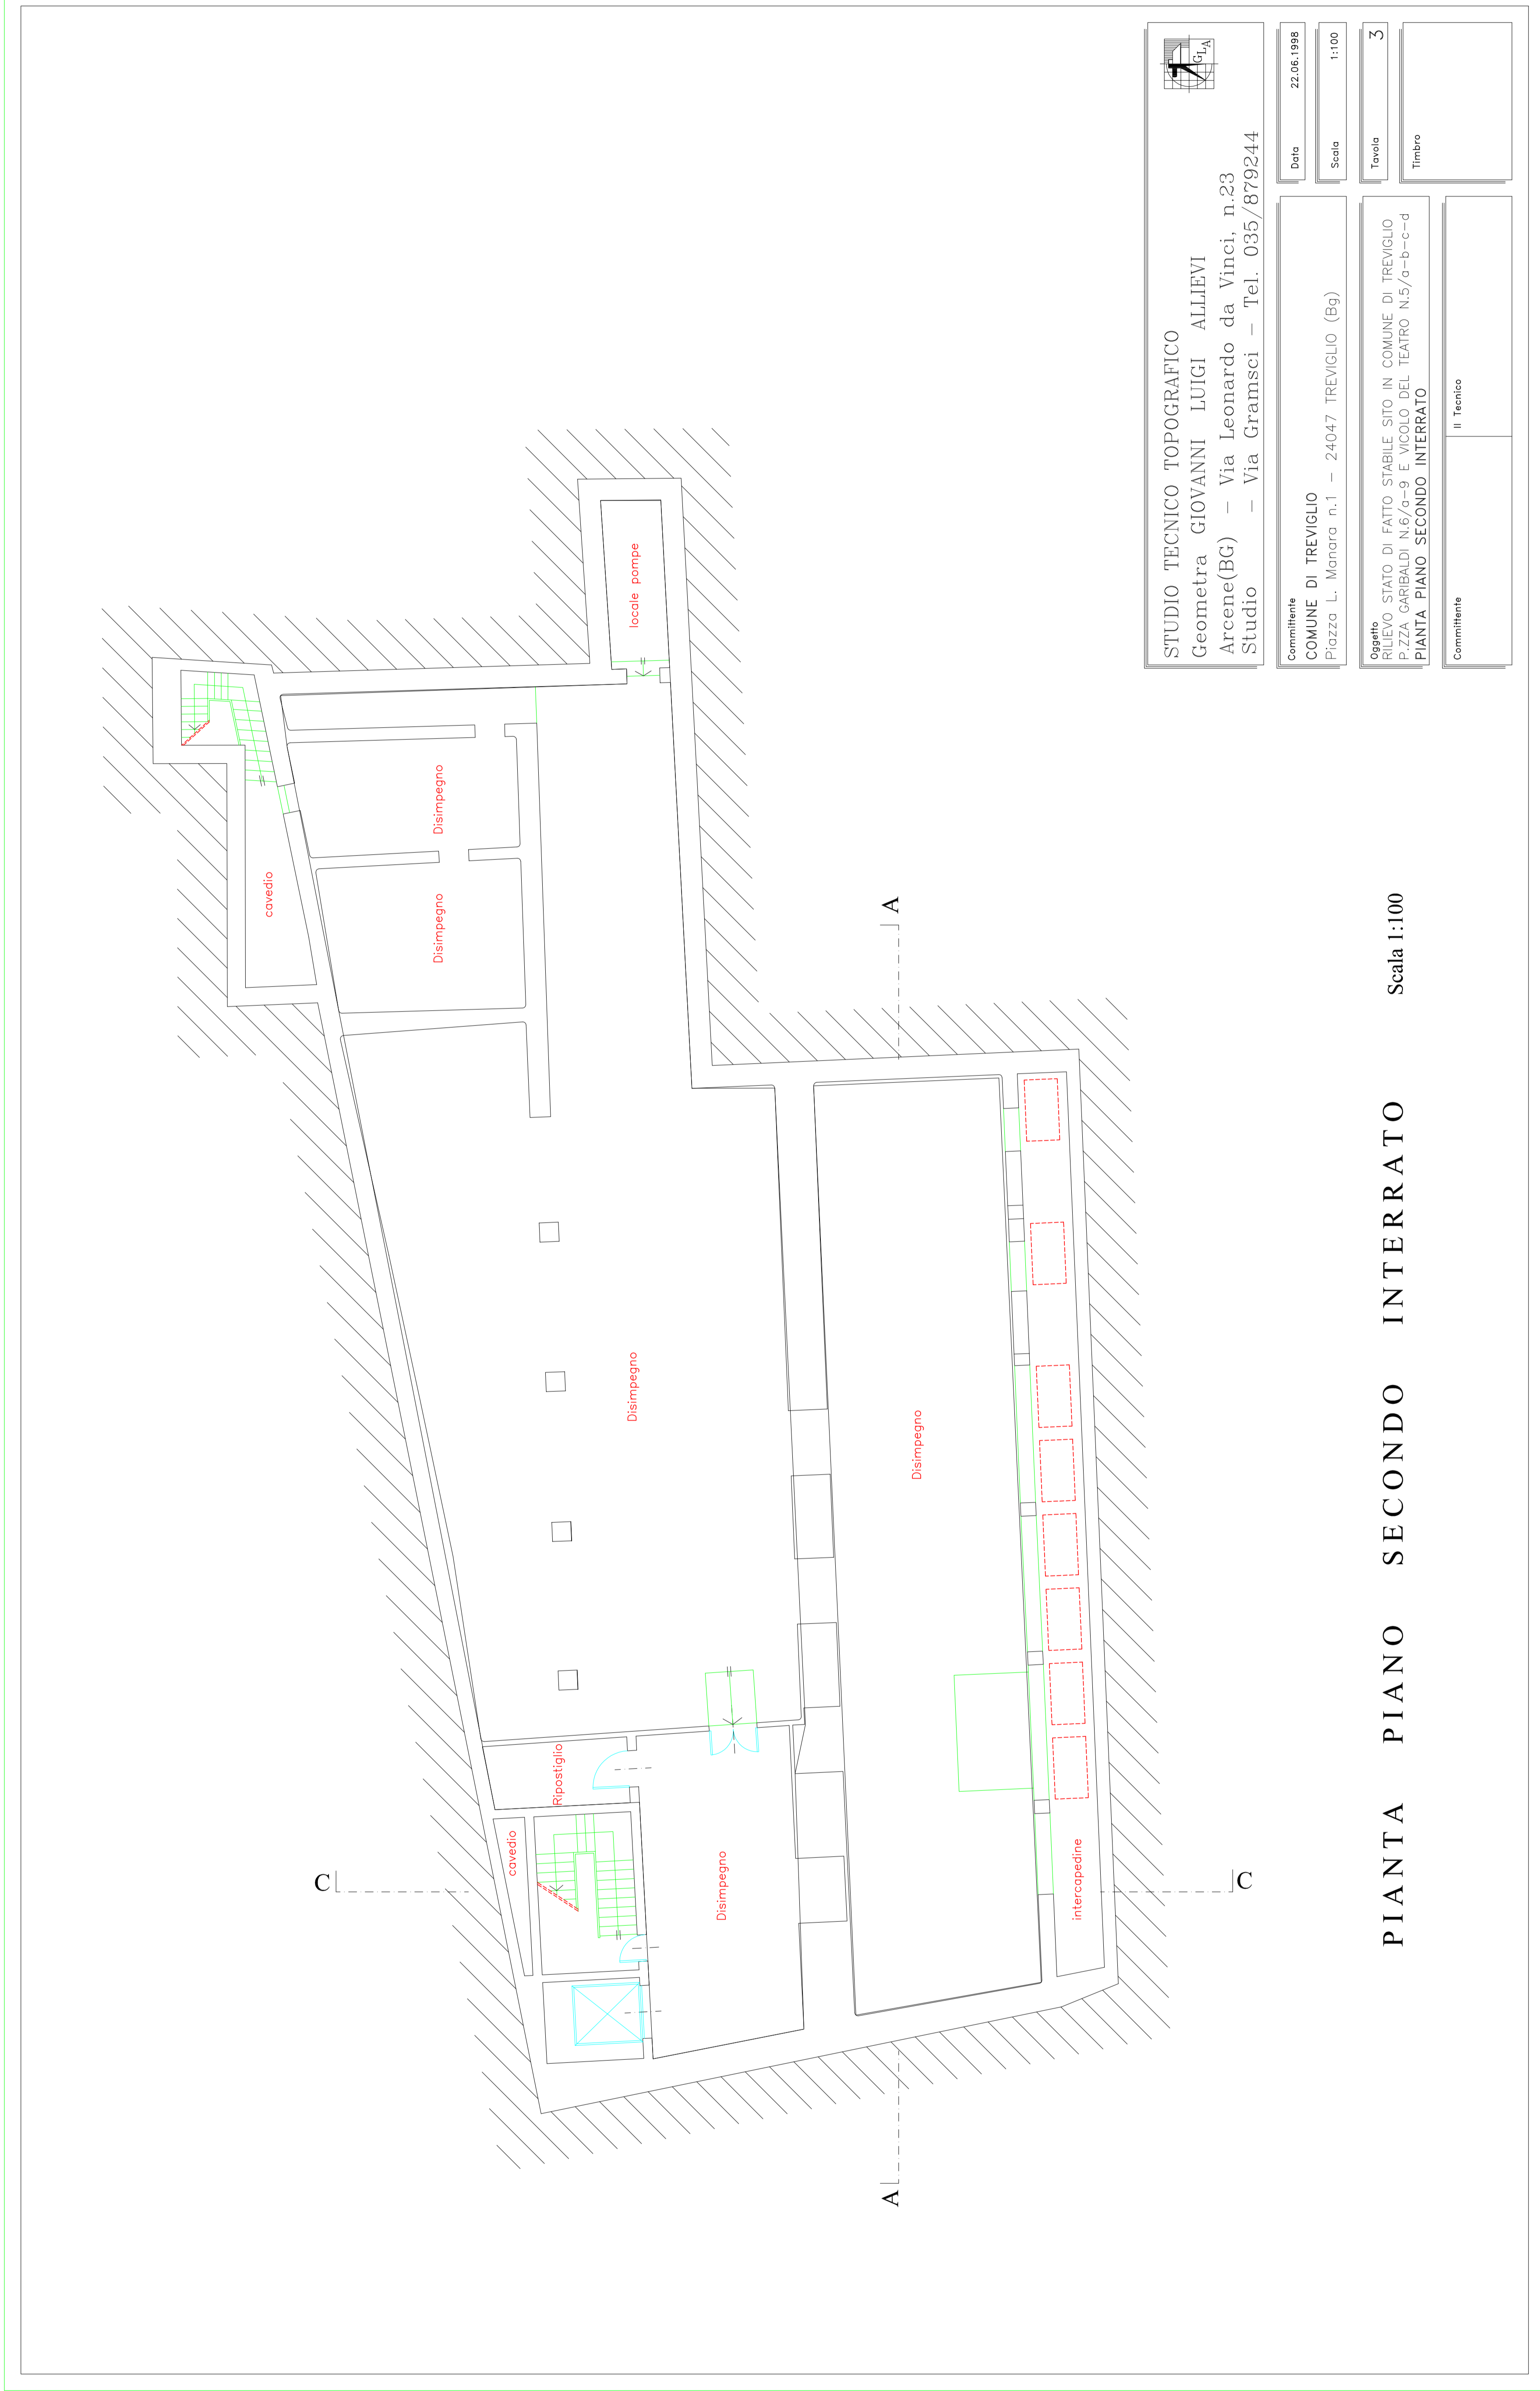 cavedio
Disimpegno
Disimpegno
locale pompe
Disimpegno
Disimpegno
Ripostiglio
cavedio
Disimpegno
intercapedine
A
A
C
C
PIANTA PIANO SECONDO INTERRATO
Scala 1:100
STUDIO TECNICO TOPOGRAFICO
Geometra GIOVANNI LUIGI ALLIEVI
Arcene(BG) – Via Leonardo da Vinci, n.23
Studio – Via Gramsci – Tel. 035/879244
GLA
Committente
COMUNE DI TREVIGLIO
Piazza L. Manara n.1 – 24047 TREVIGLIO (Bg)
Data 22.06.1998
Scala 1:100
Oggetto
RILIEVO STATO DI FATTO STABILE SITO IN COMUNE DI TREVIGLIO
P.ZZA GARIBALDI N.6/a-9 E VICOLO DEL TEATRO N.5/a-b-c-d
PIANTA PIANO SECONDO INTERRATO
Tavola 3
Timbro
Committente
Il Tecnico